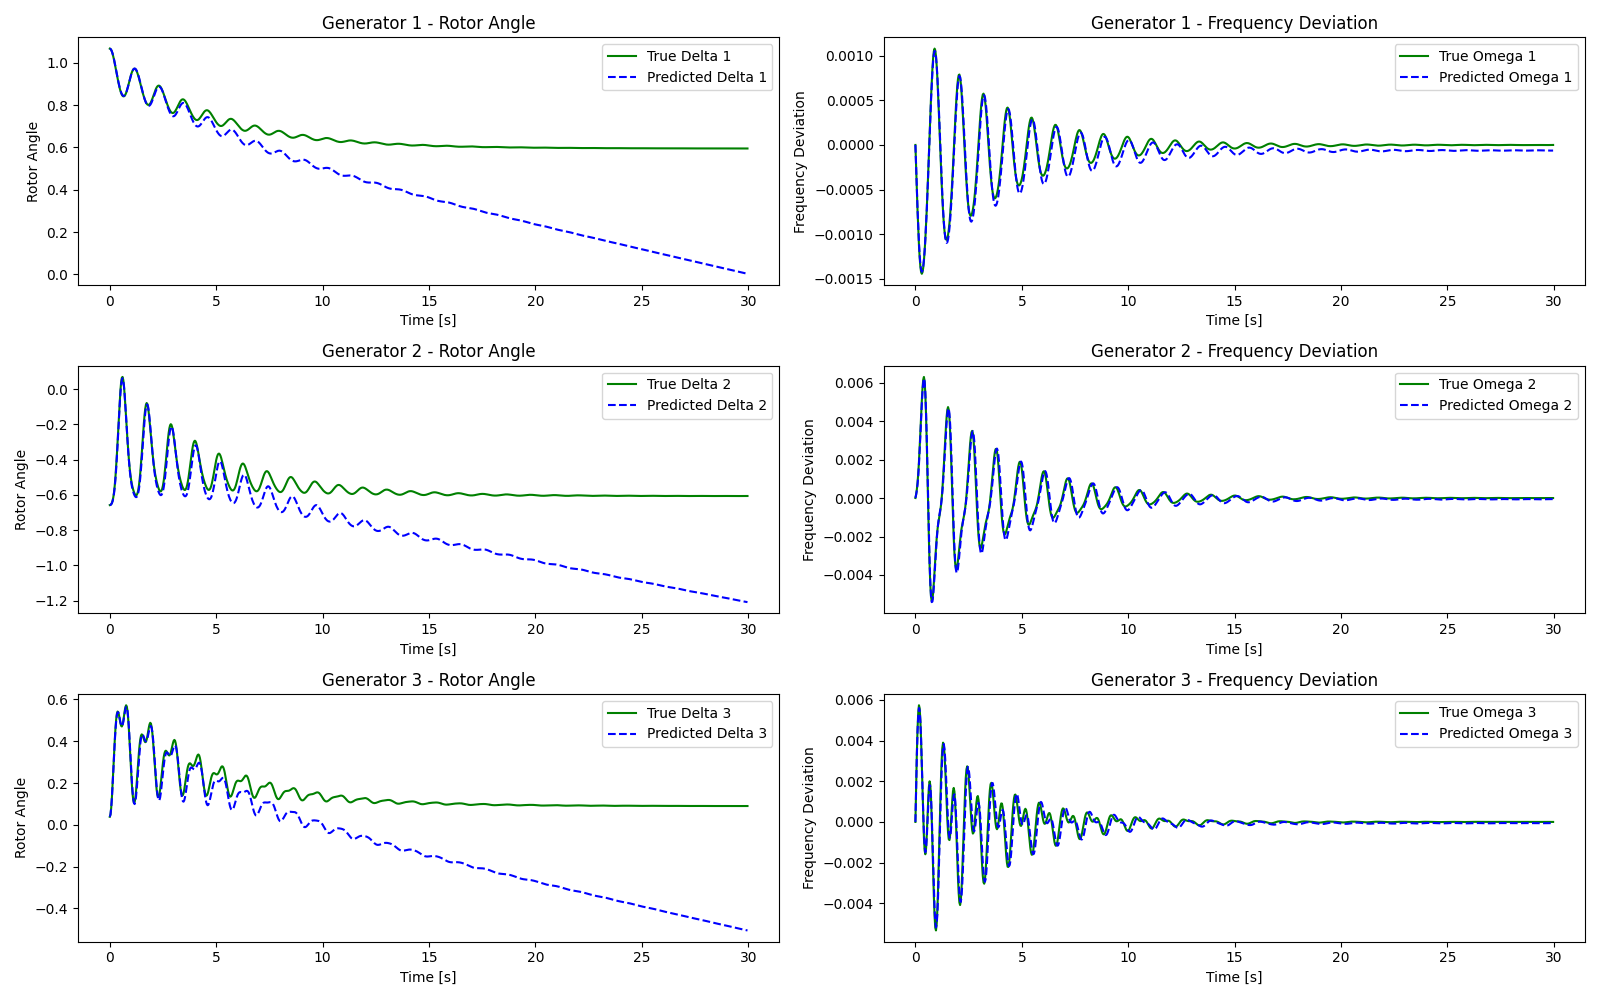 Generator 1 - Rotor Angle
True Delta 1
Predicted Delta 1
Rotor Angle
1.0
0.8
0.6
0.4
0.2
0.0
0
5
10
15
20
25
30
Time [s]
Generator 1 - Frequency Deviation
True Omega 1
Predicted Omega 1
Frequency Deviation
0.0010
0.0005
0.0000
−0.0005
−0.0010
−0.0015
0
5
10
15
20
25
30
Time [s]
Generator 2 - Rotor Angle
True Delta 2
Predicted Delta 2
Rotor Angle
0.0
−0.2
−0.4
−0.6
−0.8
−1.0
−1.2
0
5
10
15
20
25
30
Time [s]
Generator 2 - Frequency Deviation
True Omega 2
Predicted Omega 2
Frequency Deviation
0.006
0.004
0.002
0.000
−0.002
−0.004
0
5
10
15
20
25
30
Time [s]
Generator 3 - Rotor Angle
True Delta 3
Predicted Delta 3
Rotor Angle
0.6
0.4
0.2
0.0
−0.2
−0.4
0
5
10
15
20
25
30
Time [s]
Generator 3 - Frequency Deviation
True Omega 3
Predicted Omega 3
Frequency Deviation
0.006
0.004
0.002
0.000
−0.002
−0.004
0
5
10
15
20
25
30
Time [s]